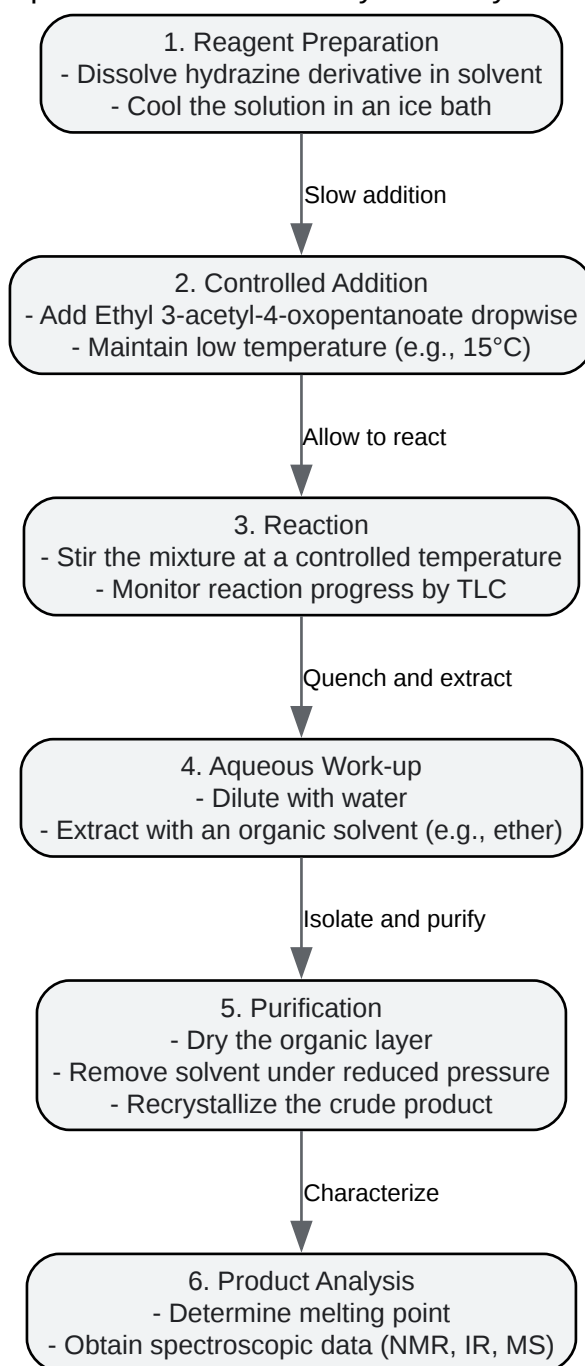 1. Reagent Preparation
- Dissolve hydrazine derivative in solvent
- Cool the solution in an ice bath
Slow addition
2. Controlled Addition
- Add Ethyl 3-acetyl-4-oxopentanoate dropwise
- Maintain low temperature (e.g., 15°C)
Allow to react
3. Reaction
- Stir the mixture at a controlled temperature
- Monitor reaction progress by TLC
Quench and extract
4. Aqueous Work-up
- Dilute with water
- Extract with an organic solvent (e.g., ether)
Isolate and purify
5. Purification
- Dry the organic layer
- Remove solvent under reduced pressure
- Recrystallize the crude product
Characterize
6. Product Analysis
- Determine melting point
- Obtain spectroscopic data (NMR, IR, MS)